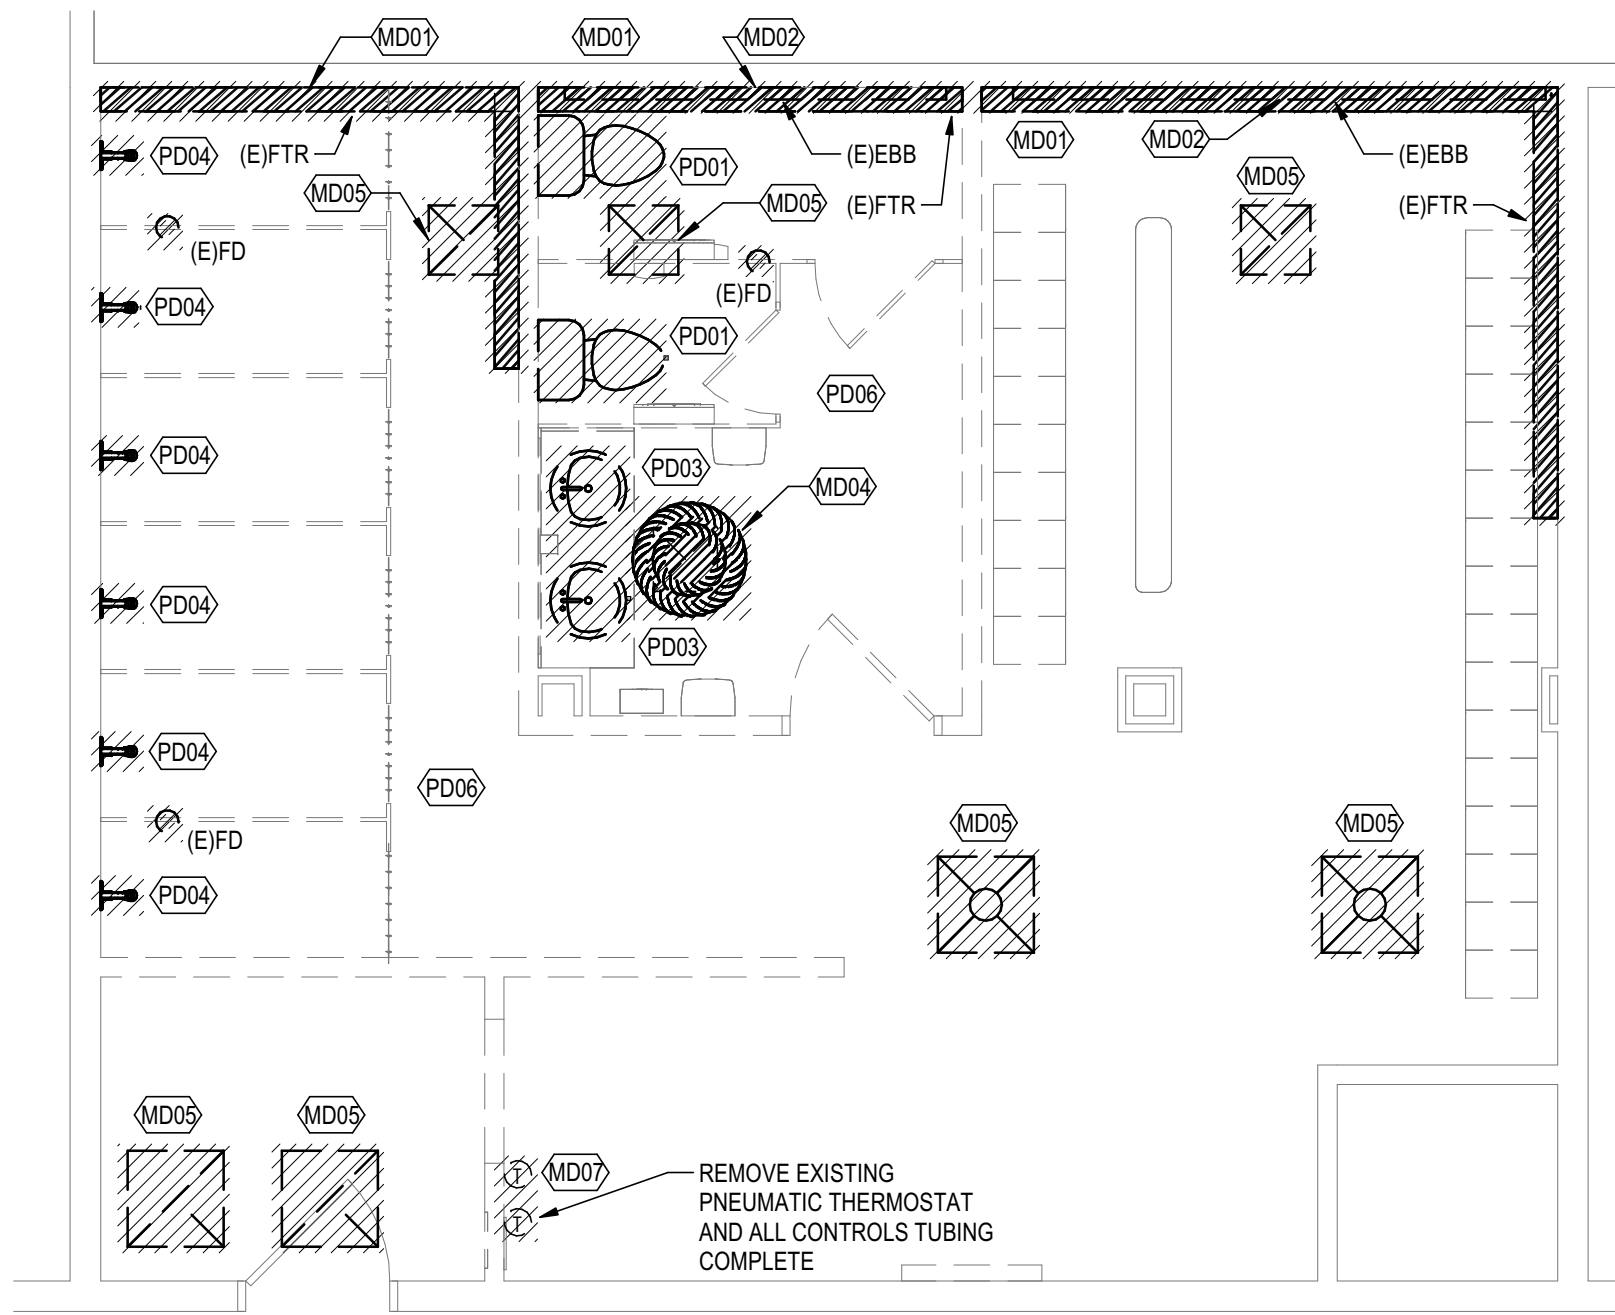 MD01
MD01
MD02
PD04
(E)FTR
PD01
(E)EBB
MD01
MD02
(E)EBB
MD05
MD05
(E)FTR
MD05
(E)FTR
(E)FD
(E)FD
PD04
PD01
PD06
PD04
PD03
MD04
PD04
PD03
PD04
PD06
(E)FD
MD05
MD05
PD04
MD05
MD05
T
MD07
T
REMOVE EXISTING
PNEUMATIC THERMOSTAT
AND ALL CONTROLS TUBING
COMPLETE